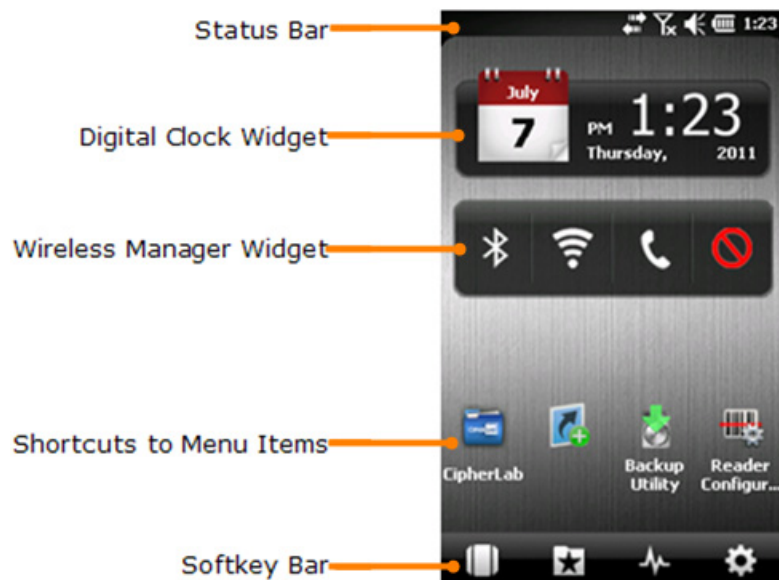 Status Bar
1:23
July
7
PM 1:23
Thursday, 2011
Digital Clock Widget
Wireless Manager Widget
Shortcuts to Menu Items
CipherLab
Backup Utility
Reader Configur...
Softkey Bar